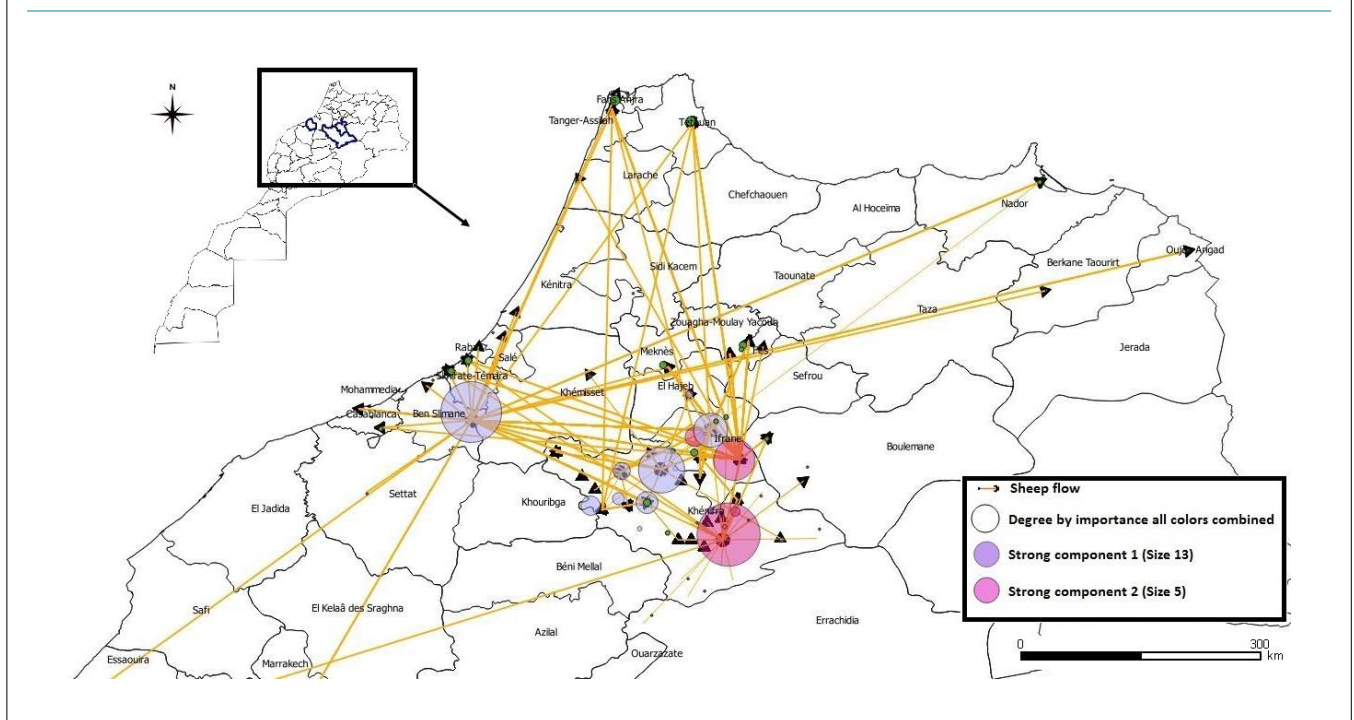 N
Fahs Anjra
Tanger-Assilah
Tétouan
Larache
Chefchaouen
Al Hoceïma
Nador
Oujda Angad
Sidi Kacem
Berkane Taourirt
Taounate
Kénitra
Taza
Zouagha-Moulay Yacoub
Rabat
Salé
Meknès
Fès
Jerada
Skhirate-Témara
El Hajeb
Sefrou
Mohammedia
Khémisset
Casablanca
Ben Slimane
Ifrane
Boulemane
Settat
Khouribga
El Jadida
Khénifra
Béni Mellal
Safi
El Kelaâ des Sraghna
Azilal
Errachidia
Ouarzazate
Essaouira
Marrakech
Sheep flow
Degree by importance all colors combined
Strong component 1 (Size 13)
Strong component 2 (Size 5)
0 300
km